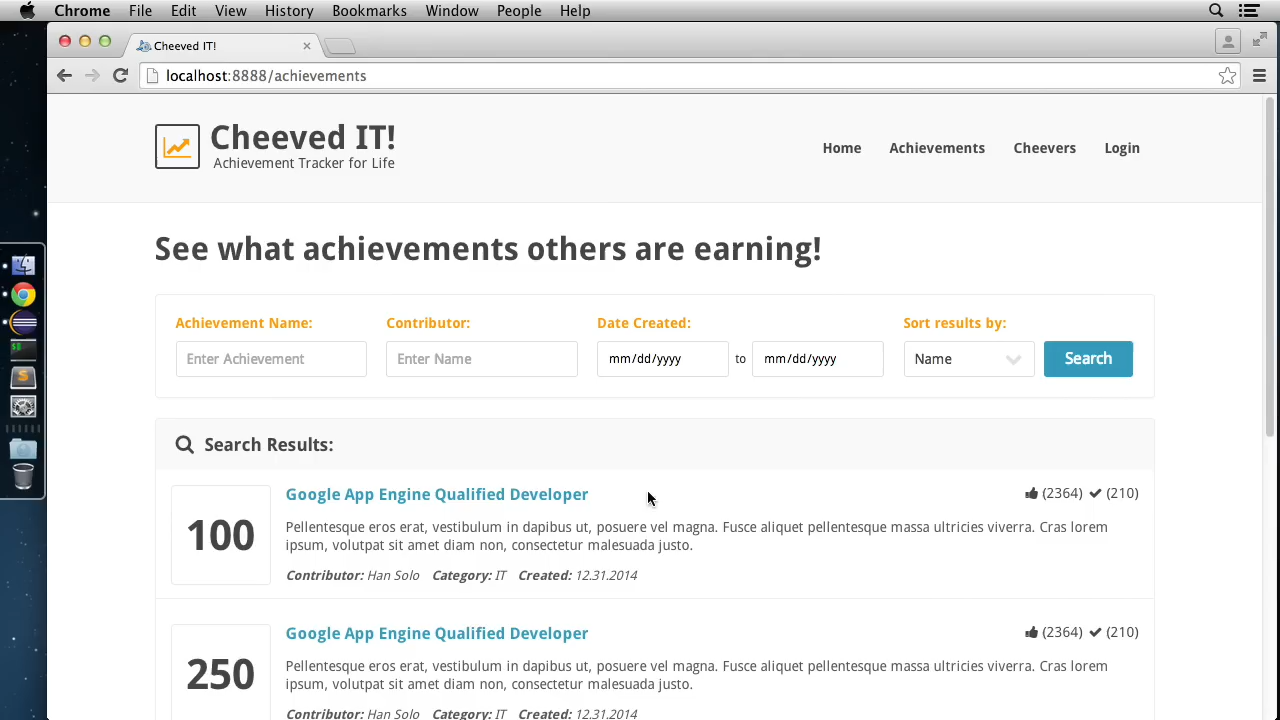 Chrome File Edit View History Bookmarks Window People Help
Cheeved IT!
localhost:8888/achievements
Cheeved IT!
Achievement Tracker for Life
Home Achievements Cheevers Login
See what achievements others are earning!
Achievement Name: Contributor: Date Created: Sort results by:
Enter Achievement Enter Name mm/dd/yyyy to mm/dd/yyyy Name Search
Search Results:
100
Google App Engine Qualified Developer (2364) (210)
Pellentesque eros erat, vestibulum in dapibus ut, posuere vel magna. Fusce aliquet pellentesque massa ultricies viverra. Cras lorem
ipsum, volutpat sit amet diam non, consectetur malesuada justo.
Contributor: Han Solo Category: IT Created: 12.31.2014
250
Google App Engine Qualified Developer (2364) (210)
Pellentesque eros erat, vestibulum in dapibus ut, posuere vel magna. Fusce aliquet pellentesque massa ultricies viverra. Cras lorem
ipsum, volutpat sit amet diam non, consectetur malesuada justo.
Contributor: Han Solo Category: IT Created: 12.31.2014